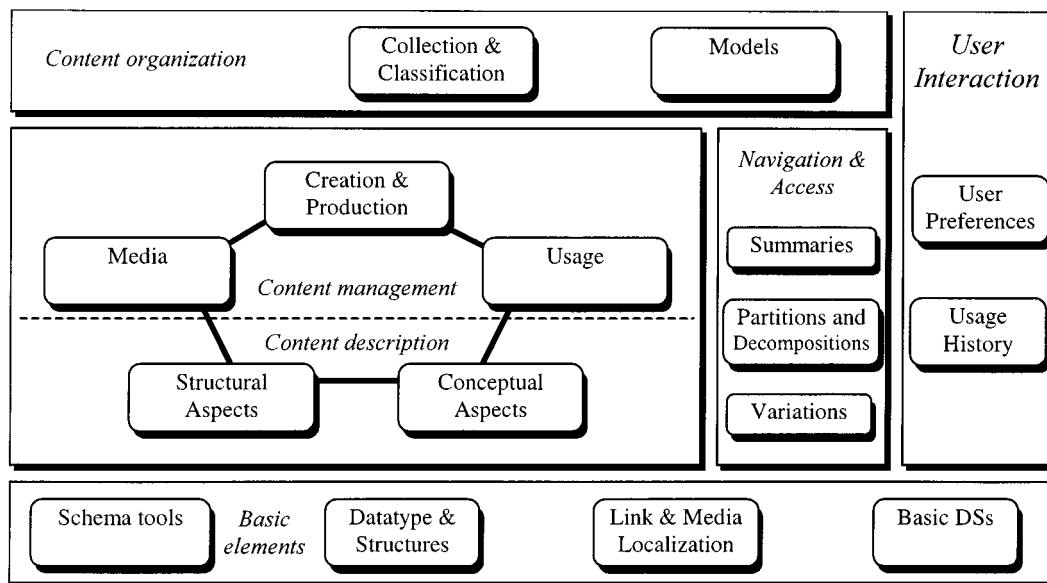 Content organization
Collection &
Classification
Models
User
Interaction
User
Preferences
Usage
History
Creation &
Production
Media
Usage
Content management
Content description
Structural
Aspects
Conceptual
Aspects
Navigation &
Access
Summaries
Partitions and
Decompositions
Variations
Schema tools
Basic
elements
Datatype &
Structures
Link & Media
Localization
Basic DSs